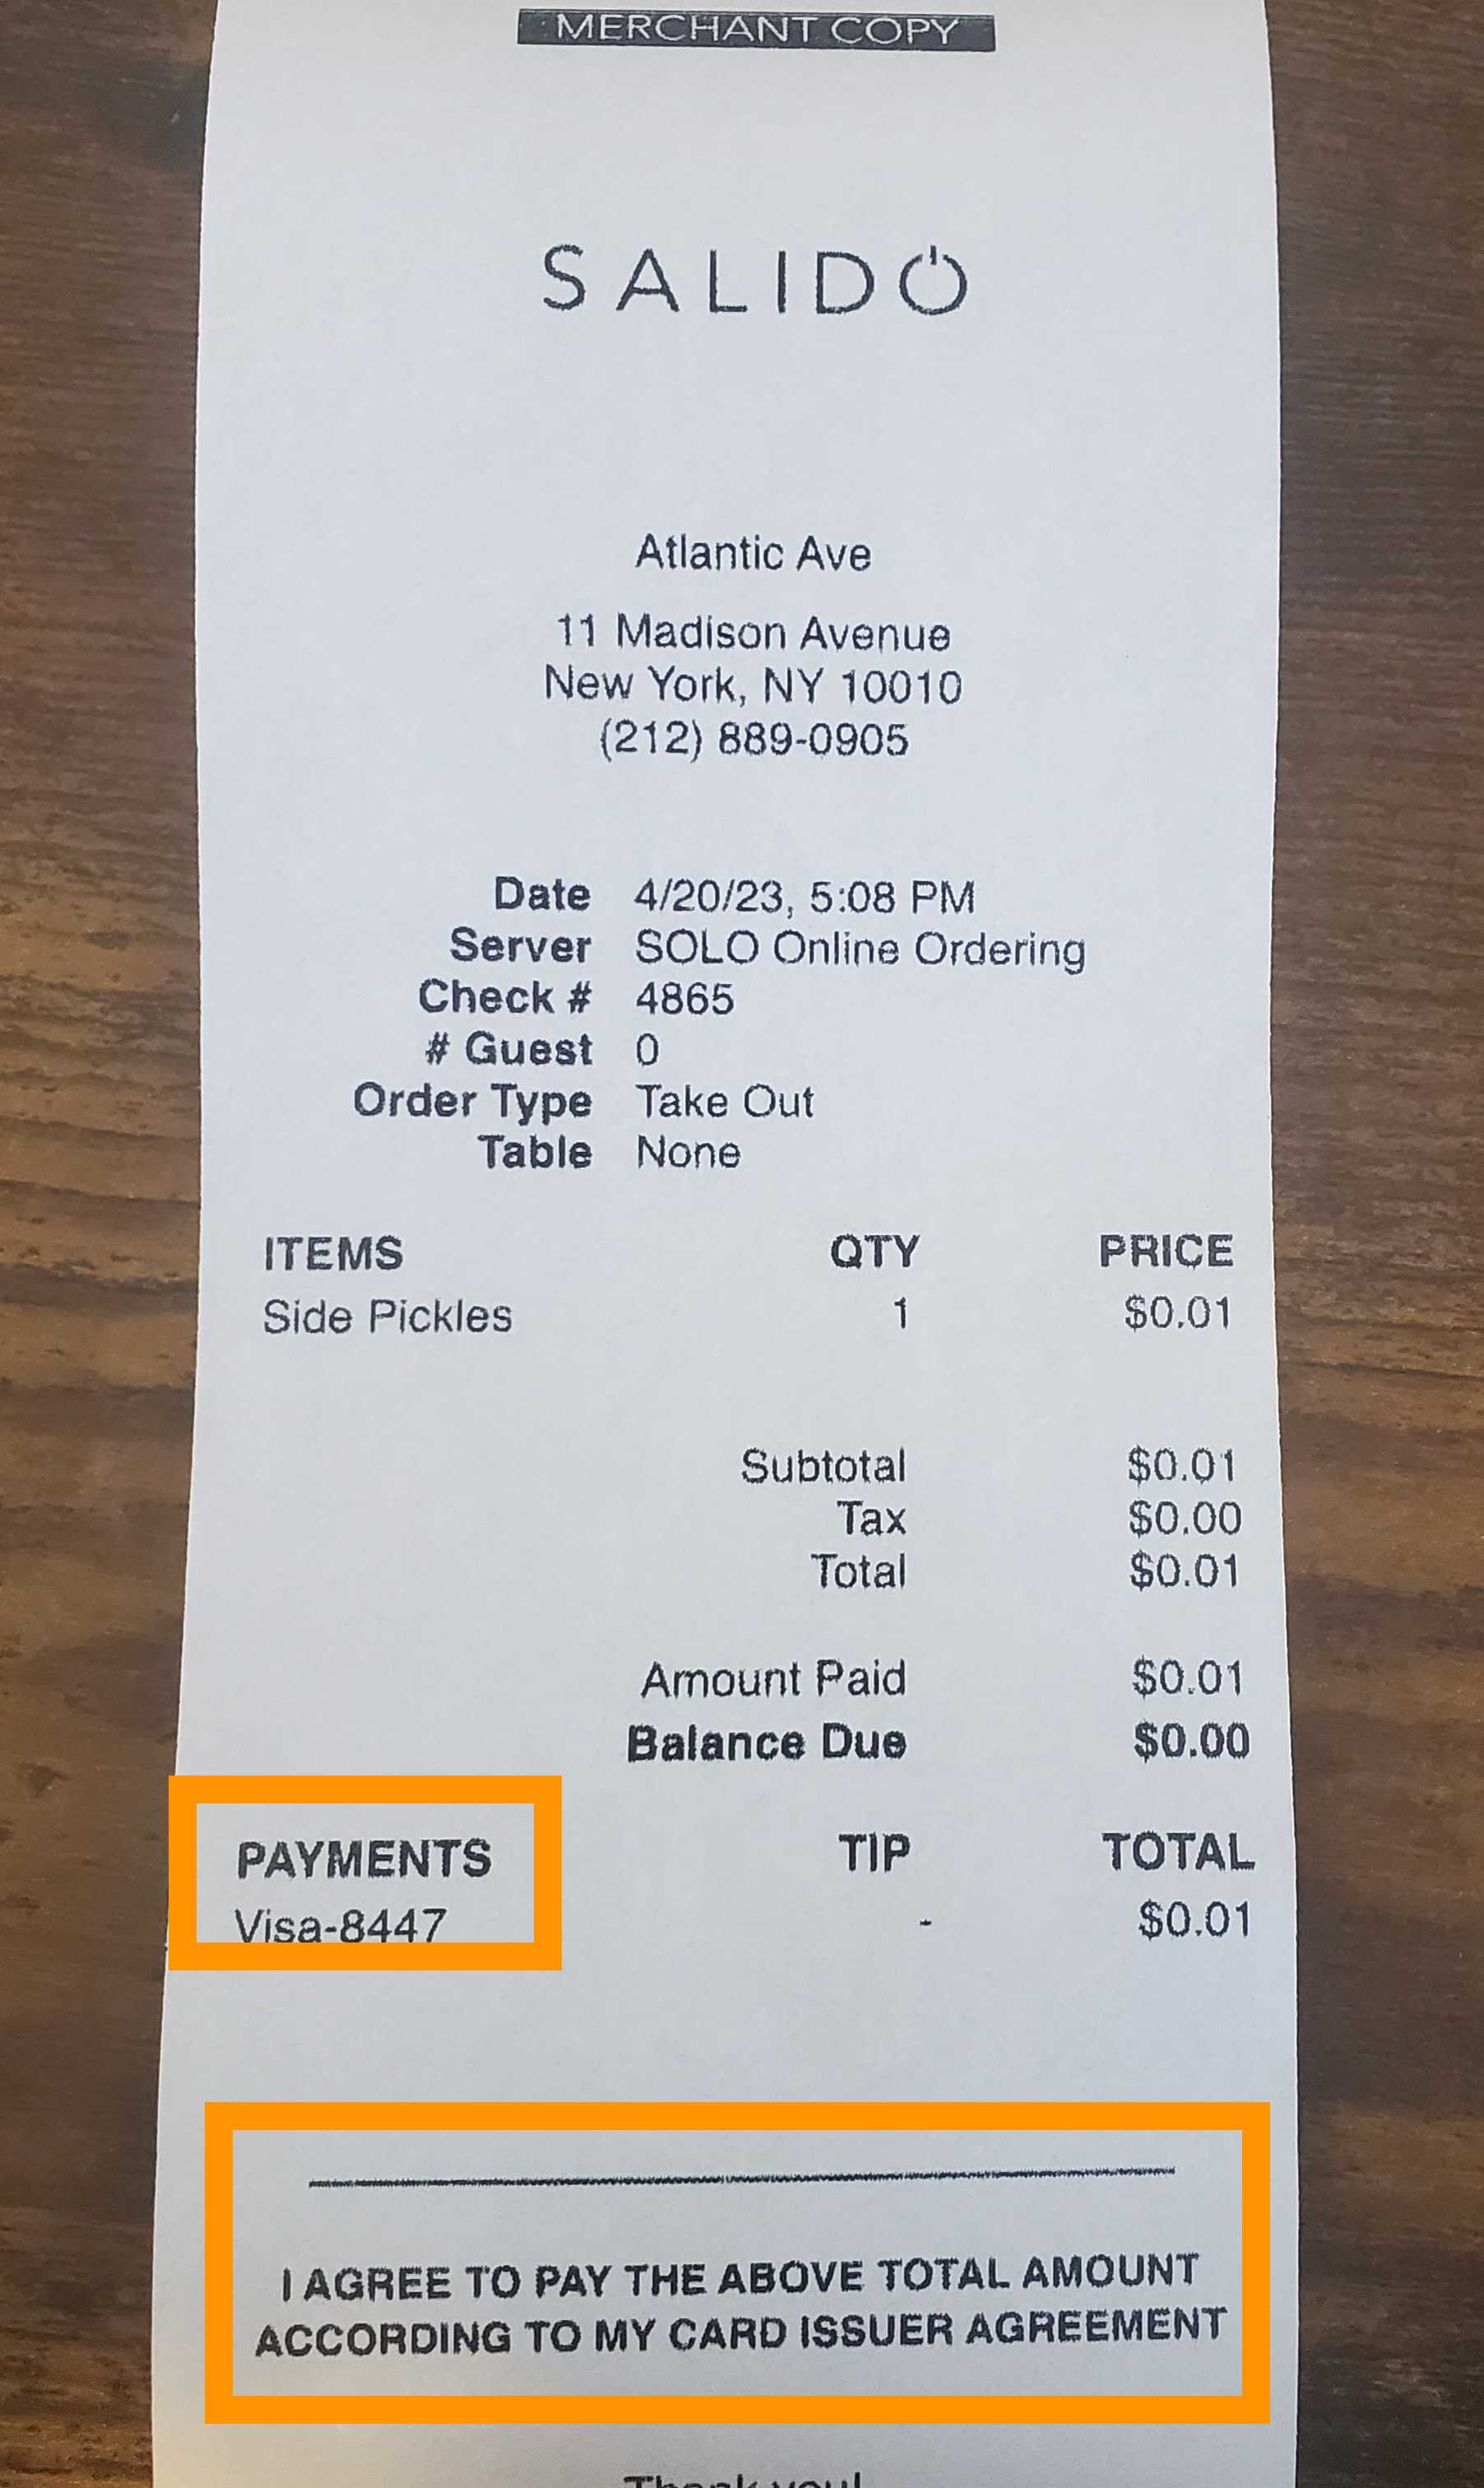 MERCHANT COPY
SALIDO
Atlantic Ave
11 Madison Avenue
New York, NY 10010
(212) 889-0905
Date 4/20/23, 5:08 PM
Server SOLO Online Ordering
Check # 4865
# Guest 0
Order Type Take Out
Table None
ITEMS QTY PRICE
Side Pickles 1 $0.01
Subtotal $0.01
Tax $0.00
Total $0.01
Amount Paid $0.01
Balance Due $0.00
PAYMENTS TIP TOTAL
Visa-8447 - $0.01
I AGREE TO PAY THE ABOVE TOTAL AMOUNT
ACCORDING TO MY CARD ISSUER AGREEMENT
Thank you!